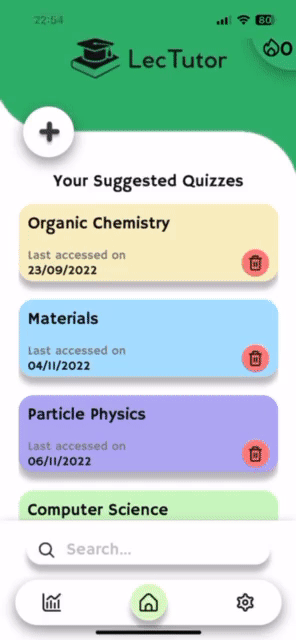 22:54
80
LecTutor
0
Your Suggested Quizzes
Organic Chemistry
Last accessed on
23/09/2022
Materials
Last accessed on
04/11/2022
Particle Physics
Last accessed on
06/11/2022
Computer Science
Search...